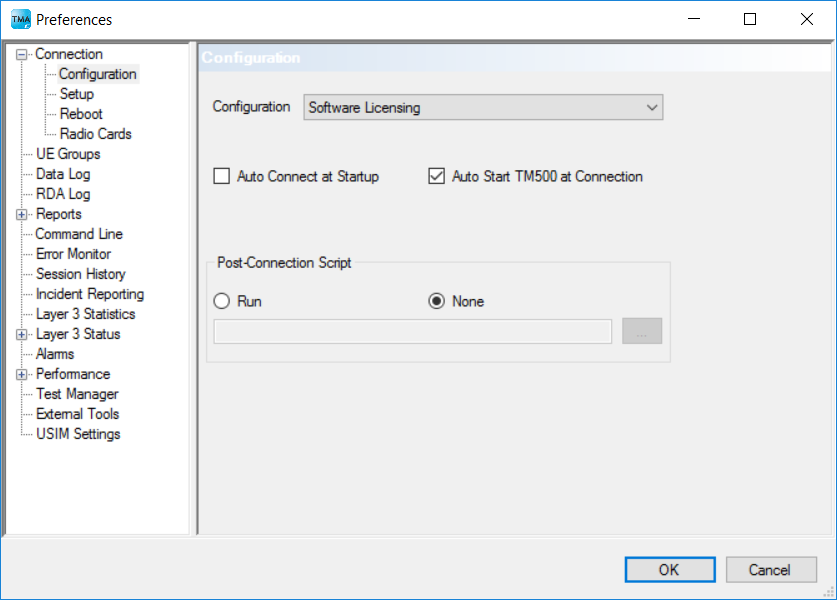 TMA Preferences
Connection
Configuration
Setup
Reboot
Radio Cards
UE Groups
Data Log
RDA Log
Reports
Command Line
Error Monitor
Session History
Incident Reporting
Layer 3 Statistics
Layer 3 Status
Alarms
Performance
Test Manager
External Tools
USIM Settings
Configuration
Configuration Software Licensing
Auto Connect at Startup Auto Start TM500 at Connection
Post-Connection Script
Run None
...
OK Cancel